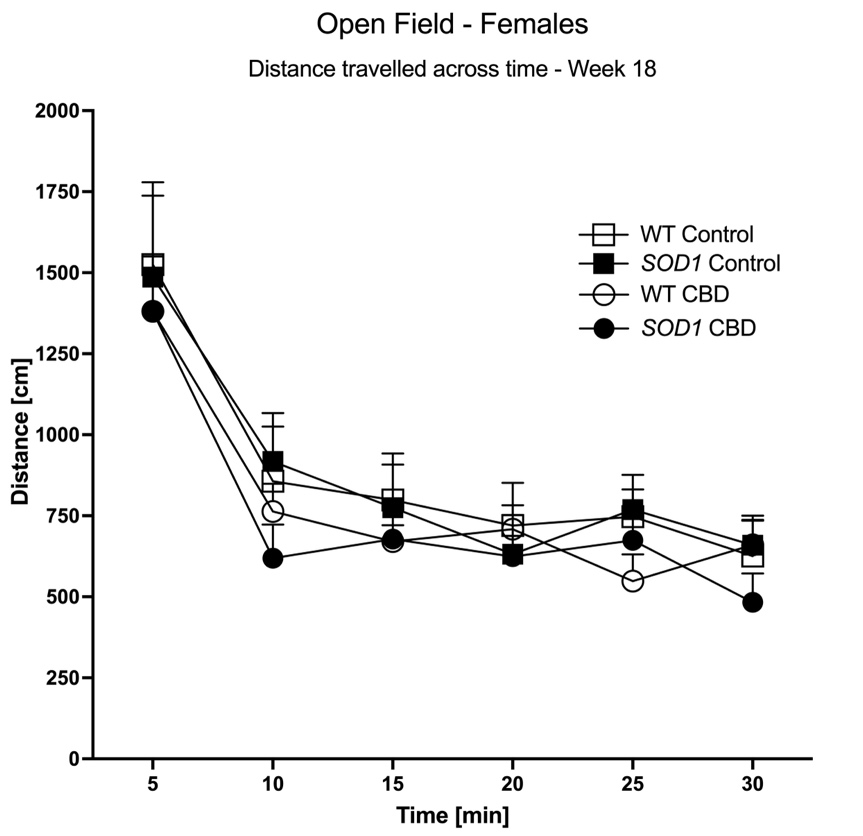 Open Field - Females
Distance travelled across time - Week 18
2000
1750
1500
1250
1000
750
500
250
0
Distance [cm]
WT Control
SOD1 Control
WT CBD
SOD1 CBD
5 10 15 20 25 30
Time [min]